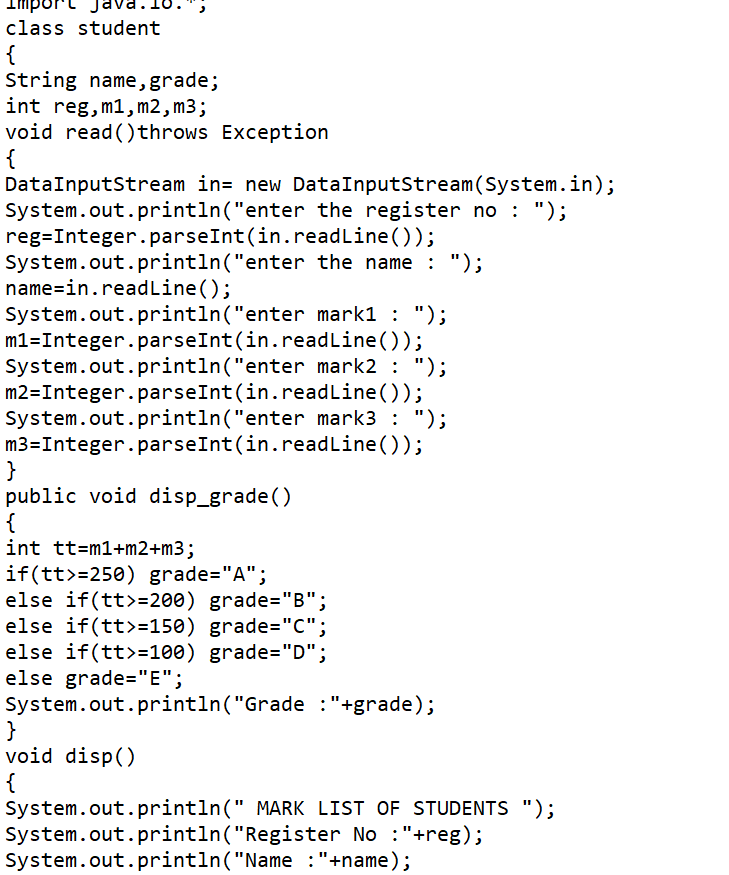 import java.io.*;
class student
{
String name,grade;
int reg,m1,m2,m3;
void read()throws Exception
{
DataInputStream in= new DataInputStream(System.in);
System.out.println("enter the register no : ");
reg=Integer.parseInt(in.readLine());
System.out.println("enter the name : ");
name=in.readLine();
System.out.println("enter mark1 : ");
m1=Integer.parseInt(in.readLine());
System.out.println("enter mark2 : ");
m2=Integer.parseInt(in.readLine());
System.out.println("enter mark3 : ");
m3=Integer.parseInt(in.readLine());
}
public void disp_grade()
{
int tt=m1+m2+m3;
if(tt>=250) grade="A";
else if(tt>=200) grade="B";
else if(tt>=150) grade="C";
else if(tt>=100) grade="D";
else grade="E";
System.out.println("Grade :"+grade);
}
void disp()
{
System.out.println(" MARK LIST OF STUDENTS ");
System.out.println("Register No :"+reg);
System.out.println("Name :"+name);